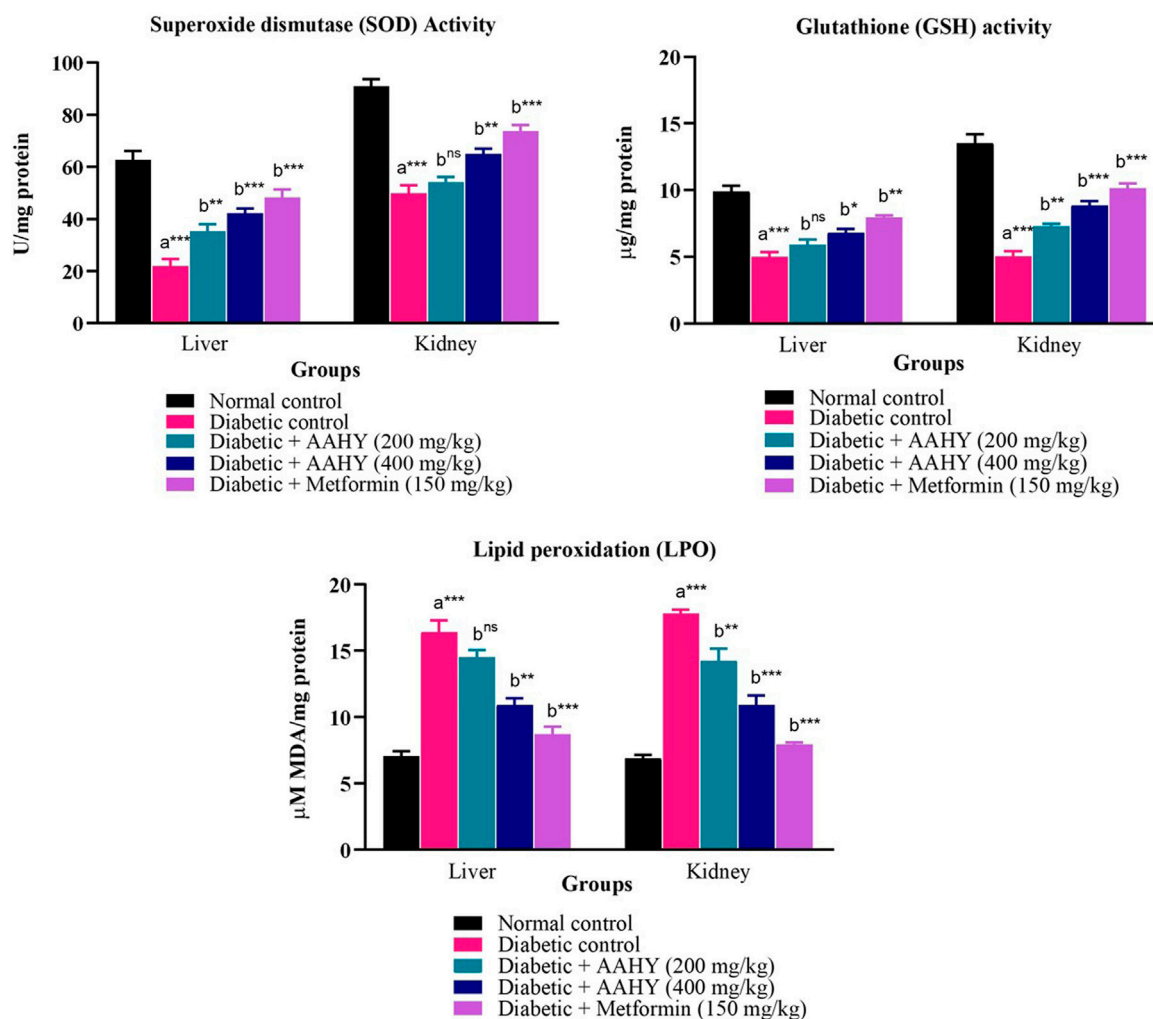 Superoxide dismutase (SOD) Activity
U/mg protein
100
80
60
40
20
0
a***
b**
b***
b***
a***
b^ns
b**
b***
Liver
Kidney
Groups
Normal control
Diabetic control
Diabetic + AAHY (200 mg/kg)
Diabetic + AAHY (400 mg/kg)
Diabetic + Metformin (150 mg/kg)
Glutathione (GSH) activity
µg/mg protein
20
15
10
5
0
a***
b^ns
b*
b**
a***
b**
b***
b***
Liver
Kidney
Groups
Normal control
Diabetic control
Diabetic + AAHY (200 mg/kg)
Diabetic + AAHY (400 mg/kg)
Diabetic + Metformin (150 mg/kg)
Lipid peroxidation (LPO)
µM MDA/mg protein
20
15
10
5
0
a***
b^ns
b**
b***
a***
b**
b***
b***
Liver
Kidney
Groups
Normal control
Diabetic control
Diabetic + AAHY (200 mg/kg)
Diabetic + AAHY (400 mg/kg)
Diabetic + Metformin (150 mg/kg)